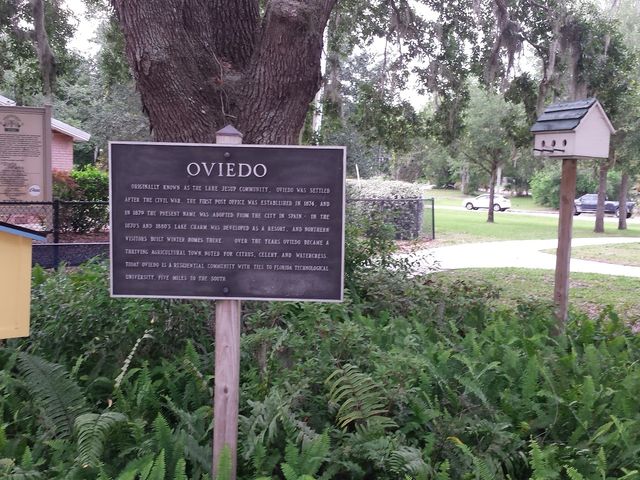 OVIEDO
ORIGINALLY KNOWN AS THE LAKE JESUP COMMUNITY, OVIEDO WAS SETTLED
AFTER THE CIVIL WAR. THE FIRST POST OFFICE WAS ESTABLISHED IN 1874, AND
IN 1879 THE PRESENT NAME WAS ADOPTED FROM THE CITY IN SPAIN. IN THE
1870'S AND 1880'S LAKE CHARM WAS DEVELOPED AS A RESORT, AND NORTHERN
VISITORS BUILT WINTER HOMES THERE. OVER THE YEARS OVIEDO BECAME A
THRIVING AGRICULTURAL TOWN NOTED FOR CITRUS, CELERY, AND WATERCRESS.
TODAY OVIEDO IS A RESIDENTIAL COMMUNITY WITH TIES TO FLORIDA TECHNOLOGICAL
UNIVERSITY, FIVE MILES TO THE SOUTH.